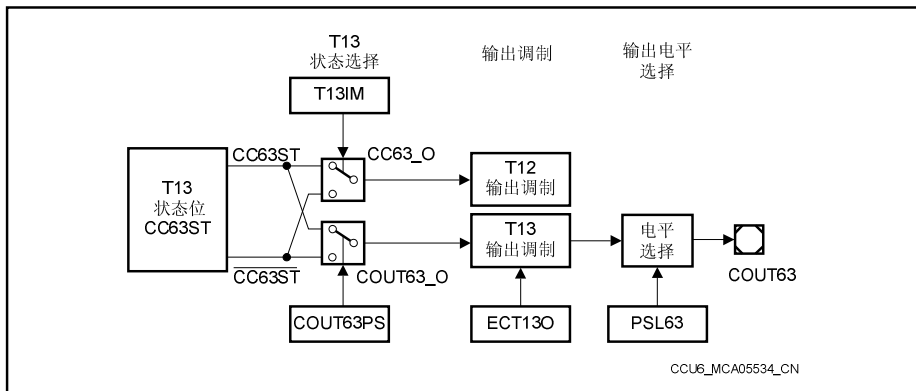 T13
状态选择
输出调制
输出电平
选择
T13IM
CC63ST
CC63_O
T13
状态位
CC63ST
T12
输出调制
T13
输出调制
电平
选择
COUT63
CC63ST
COUT63_O
COUT63PS
ECT13O
PSL63
CCU6_MCA05534_CN